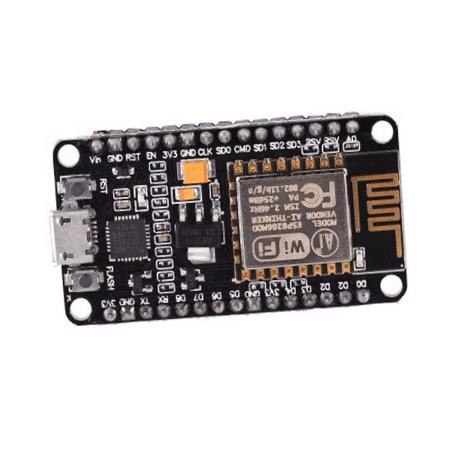 Vin GND RST EN 3V3 GND CLK SD0 CMD SD1 SD2 SD3 RSV RSV A0
RST
FLASH
Wi Fi
FC
MODEL ESP8266MOD
VENDOR AI-THINKER
ISM 2.4GHz
PA +25dBm
802.11b/g/n
3V3 GND TX RX D8 D7 D6 D5 GND 3V3 D4 D3 D2 D0